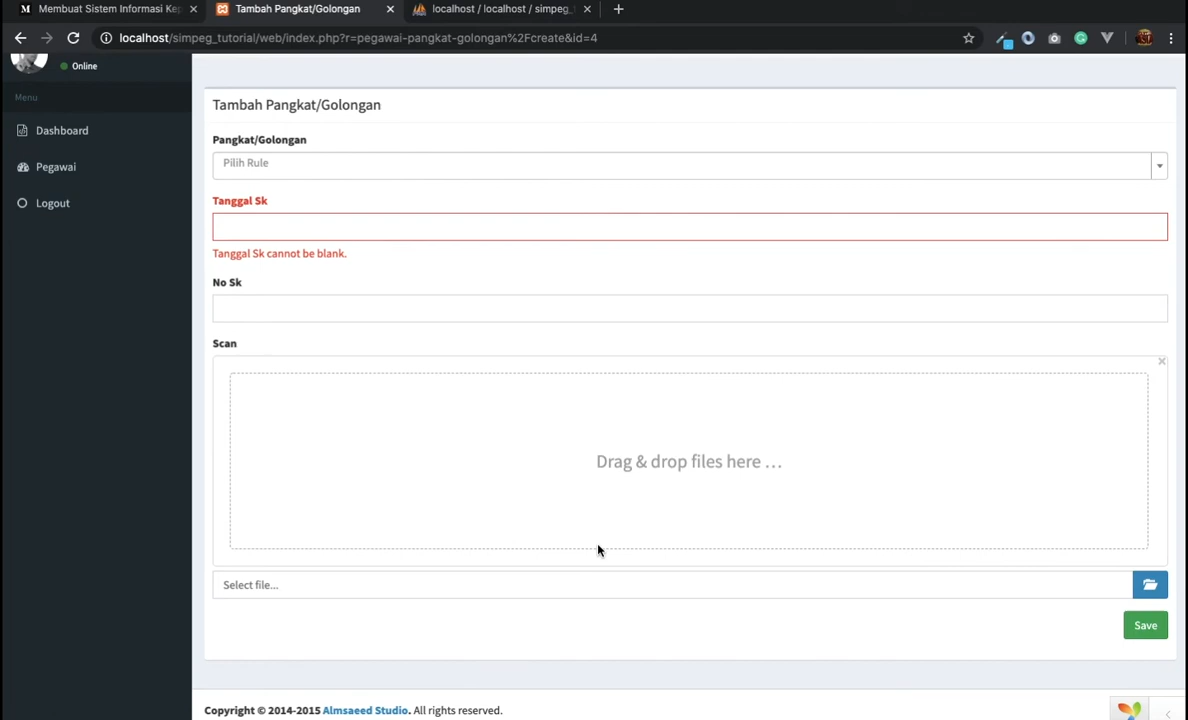 Membuat Sistem Informasi Kep
Tambah Pangkat/Golongan
localhost / localhost / simpeg_t
localhost/simpeg_tutorial/web/index.php?r=pegawai-pangkat-golongan%2Fcreate&id=4
Online
Menu
Dashboard
Pegawai
Logout
Tambah Pangkat/Golongan
Pangkat/Golongan
Pilih Rule
Tanggal Sk
Tanggal Sk cannot be blank.
No Sk
Scan
Drag & drop files here …
Select file...
Save
Copyright © 2014-2015 Almsaeed Studio. All rights reserved.